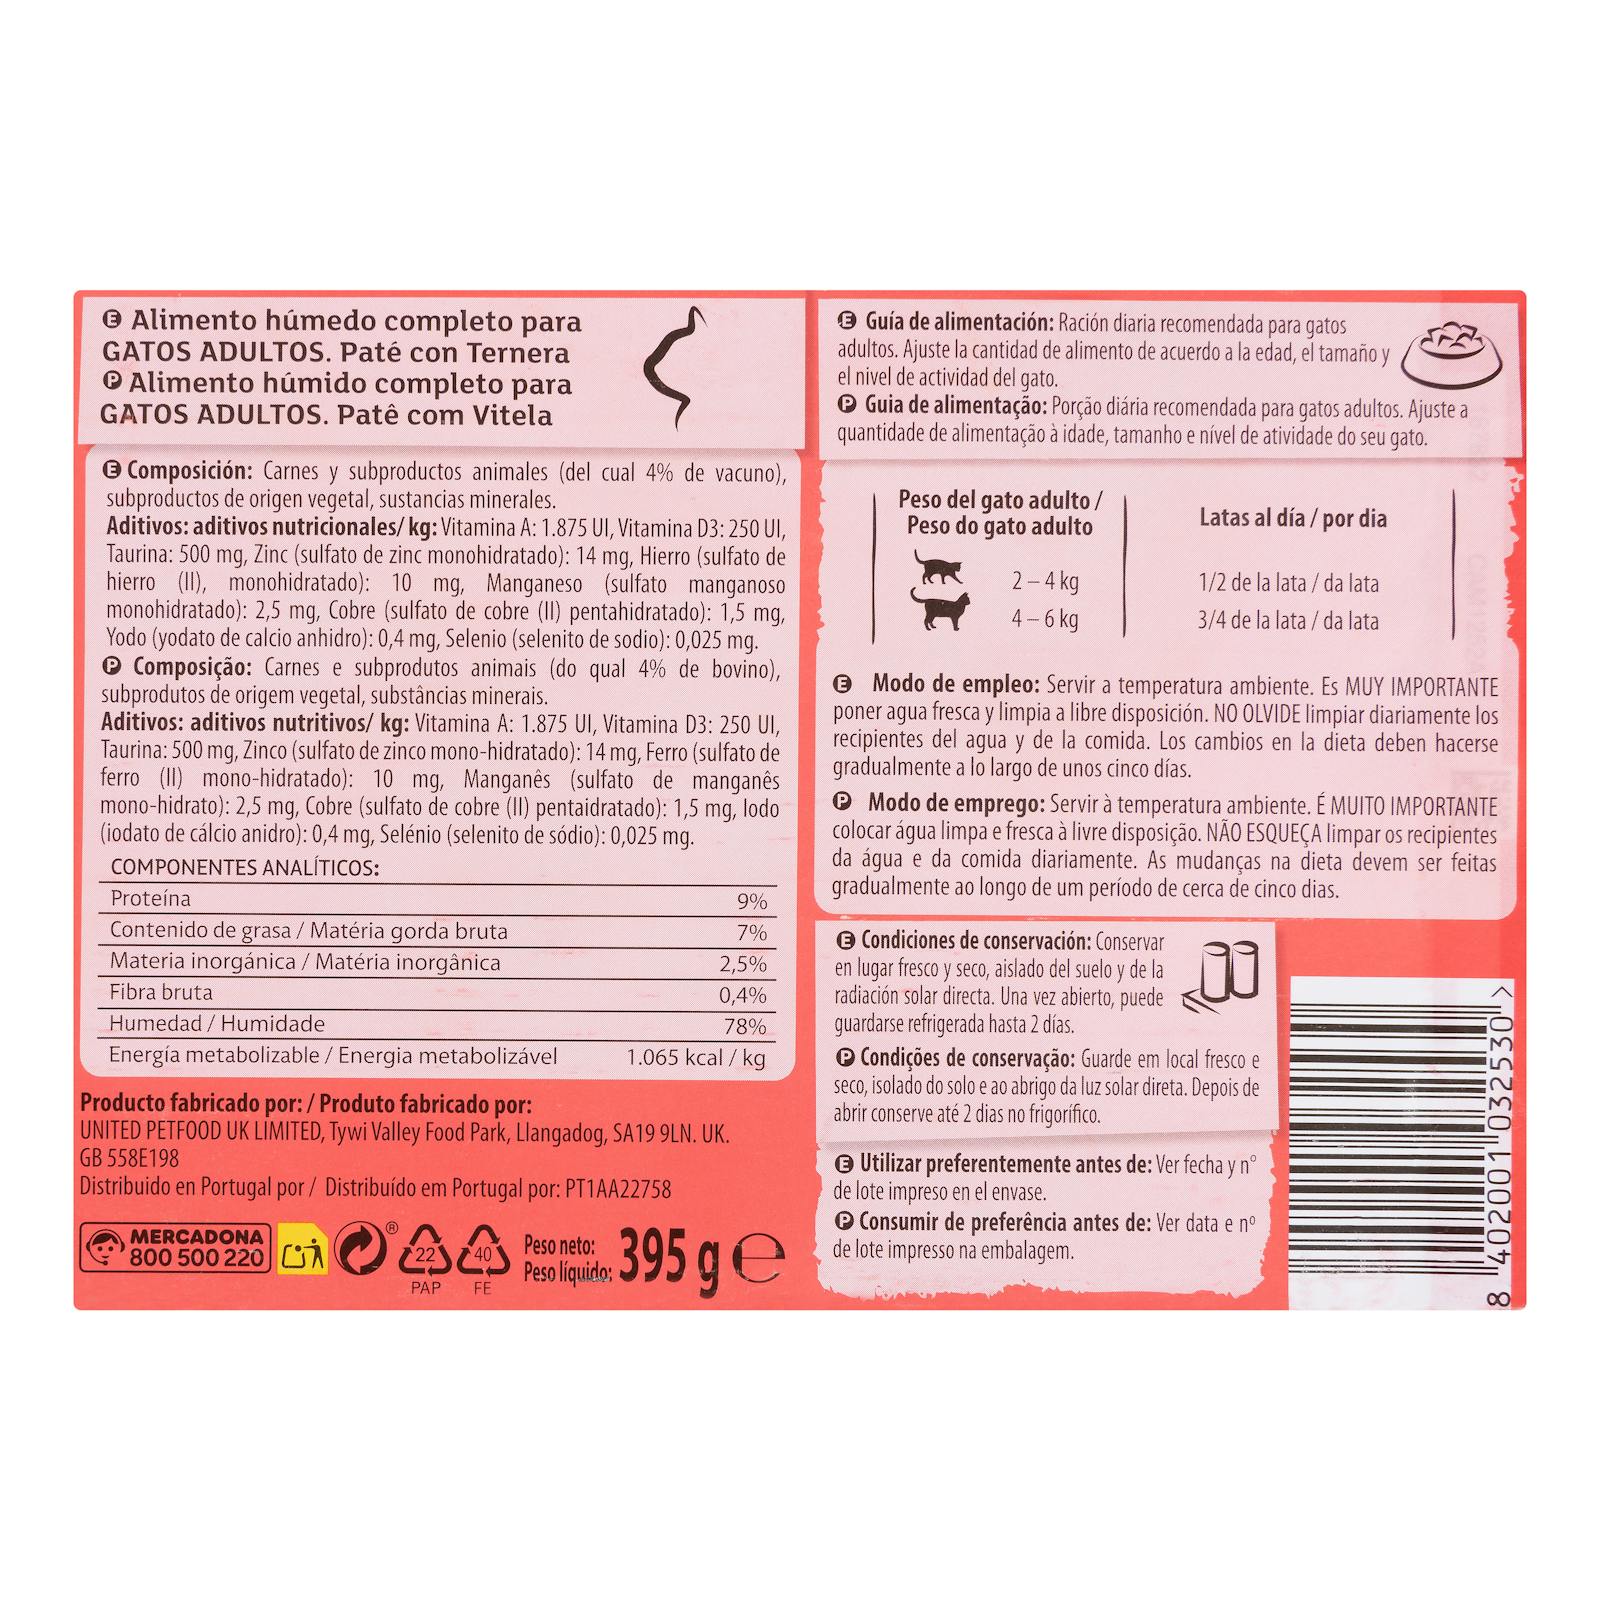 E Alimento húmedo completo para
GATOS ADULTOS. Paté con Ternera
P Alimento húmido completo para
GATOS ADULTOS. Patê com Vitela
E Composición: Carnes y subproductos animales (del cual 4% de vacuno),
subproductos de origen vegetal, sustancias minerales.
Aditivos: aditivos nutricionales/ kg: Vitamina A: 1.875 UI, Vitamina D3: 250 UI,
Taurina: 500 mg, Zinc (sulfato de zinc monohidratado): 14 mg, Hierro (sulfato de
hierro (II), monohidratado): 10 mg, Manganeso (sulfato manganoso
monohidratado): 2,5 mg, Cobre (sulfato de cobre (II) pentahidratado): 1,5 mg,
Yodo (yodato de calcio anhidro): 0,4 mg, Selenio (selenito de sodio): 0,025 mg.
P Composição: Carnes e subprodutos animais (do qual 4% de bovino),
subprodutos de origem vegetal, substâncias minerais.
Aditivos: aditivos nutritivos/ kg: Vitamina A: 1.875 UI, Vitamina D3: 250 UI,
Taurina: 500 mg, Zinco (sulfato de zinco mono-hidratado): 14 mg, Ferro (sulfato de
ferro (II) mono-hidratado): 10 mg, Manganês (sulfato de manganês
mono-hidrato): 2,5 mg, Cobre (sulfato de cobre (II) pentaidratado): 1,5 mg, Iodo
(iodato de cálcio anidro): 0,4 mg, Selénio (selenito de sódio): 0,025 mg.
COMPONENTES ANALÍTICOS:
Proteína 9%
Contenido de grasa / Matéria gorda bruta 7%
Materia inorgánica / Matéria inorgânica 2,5%
Fibra bruta 0,4%
Humedad / Humidade 78%
Energía metabolizable / Energia metabolizável 1.065 kcal / kg
Producto fabricado por: / Produto fabricado por:
UNITED PETFOOD UK LIMITED, Tywi Valley Food Park, Llangadog, SA19 9LN. UK.
GB 558E198
Distribuido en Portugal por / Distribuído em Portugal por: PT1AA22758
MERCADONA
800 500 220
®
22
PAP
40
FE
Peso neto:
Peso líquido:
395 g e
E Guía de alimentación: Ración diaria recomendada para gatos
adultos. Ajuste la cantidad de alimento de acuerdo a la edad, el tamaño y
el nivel de actividad del gato.
P Guia de alimentação: Porção diária recomendada para gatos adultos. Ajuste a
quantidade de alimentação à idade, tamanho e nível de atividade do seu gato.
Peso del gato adulto /
Peso do gato adulto
Latas al día / por dia
2 – 4 kg 1/2 de la lata / da lata
4 – 6 kg 3/4 de la lata / da lata
E Modo de empleo: Servir a temperatura ambiente. Es MUY IMPORTANTE
poner agua fresca y limpia a libre disposición. NO OLVIDE limpiar diariamente los
recipientes del agua y de la comida. Los cambios en la dieta deben hacerse
gradualmente a lo largo de unos cinco días.
P Modo de emprego: Servir à temperatura ambiente. É MUITO IMPORTANTE
colocar água limpa e fresca à livre disposição. NÃO ESQUEÇA limpar os recipientes
da água e da comida diariamente. As mudanças na dieta devem ser feitas
gradualmente ao longo de um período de cerca de cinco dias.
E Condiciones de conservación: Conservar
en lugar fresco y seco, aislado del suelo y de la
radiación solar directa. Una vez abierto, puede
guardarse refrigerada hasta 2 días.
P Condições de conservação: Guarde em local fresco e
seco, isolado do solo e ao abrigo da luz solar direta. Depois de
abrir conserve até 2 dias no frigorífico.
E Utilizar preferentemente antes de: Ver fecha y n°
de lote impreso en el envase.
P Consumir de preferência antes de: Ver data e nº
de lote impresso na embalagem.
8 402001 032530 >